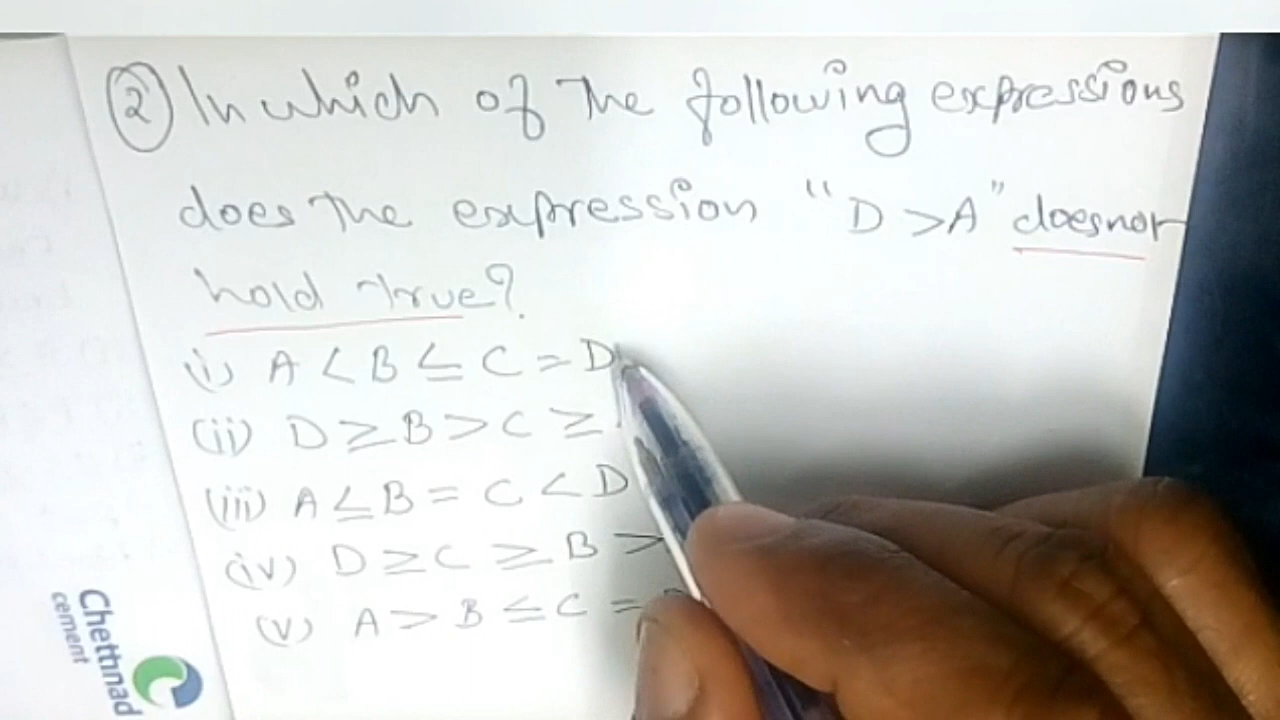 ② In which of The following expressions
does The expression "D > A" doesnot
hold true?
(i) A < B ≤ C = D
(ii) D ≥ B > C ≥
(iii) A ≤ B = C < D
(iv) D ≥ C ≥ B >
(v) A > B ≤ C =
Chettinad
cement